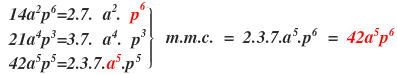 14a²p⁶=2.7. a². p⁶
21a⁴p³=3.7. a⁴. p³
42a⁵p⁵=2.3.7.a⁵.p⁵
m.m.c. = 2.3.7.a⁵.p⁶ = 42a⁵p⁶